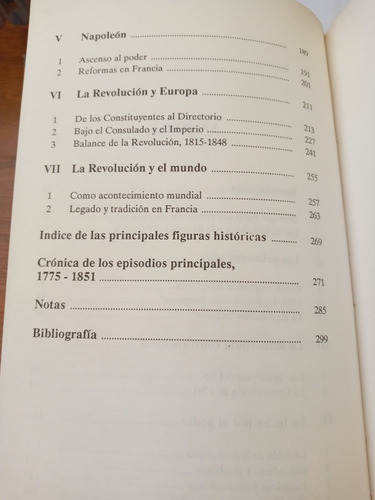 V Napoleón ........ 189
1 Ascenso al poder ........ 191
2 Reformas en Francia ........ 201
VI La Revolución y Europa ........ 211
1 De los Constituyentes al Directorio ........ 213
2 Bajo el Consulado y el Imperio ........ 227
3 Balance de la Revolución, 1815-1848 ........ 241
VII La Revolución y el mundo ........ 255
1 Como acontecimiento mundial ........ 257
2 Legado y tradición en Francia ........ 263
Indice de las principales figuras históricas ........ 269
Crónica de los episodios principales,
1775 - 1851 ........ 271
Notas ........ 285
Bibliografía ........ 299